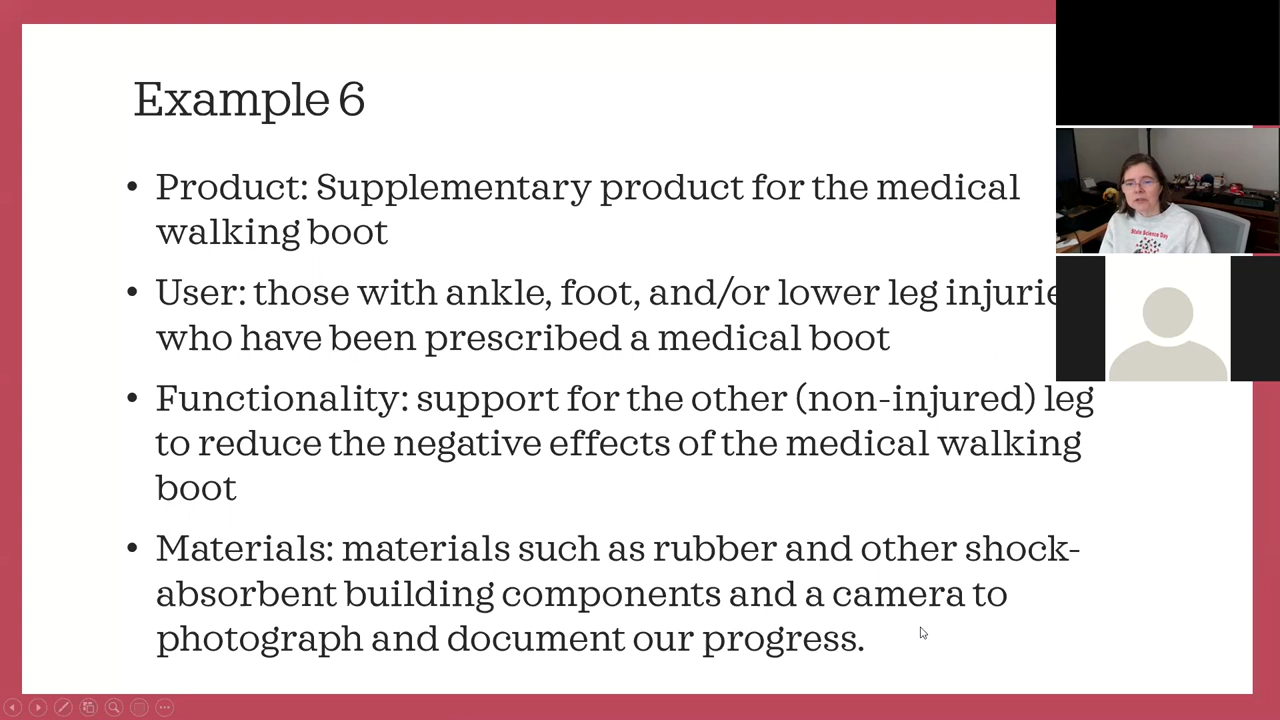 Example 6
• Product: Supplementary product for the medical
walking boot
• User: those with ankle, foot, and/or lower leg injurie
who have been prescribed a medical boot
• Functionality: support for the other (non-injured) leg
to reduce the negative effects of the medical walking
boot
• Materials: materials such as rubber and other shock-
absorbent building components and a camera to
photograph and document our progress.
State Science Day